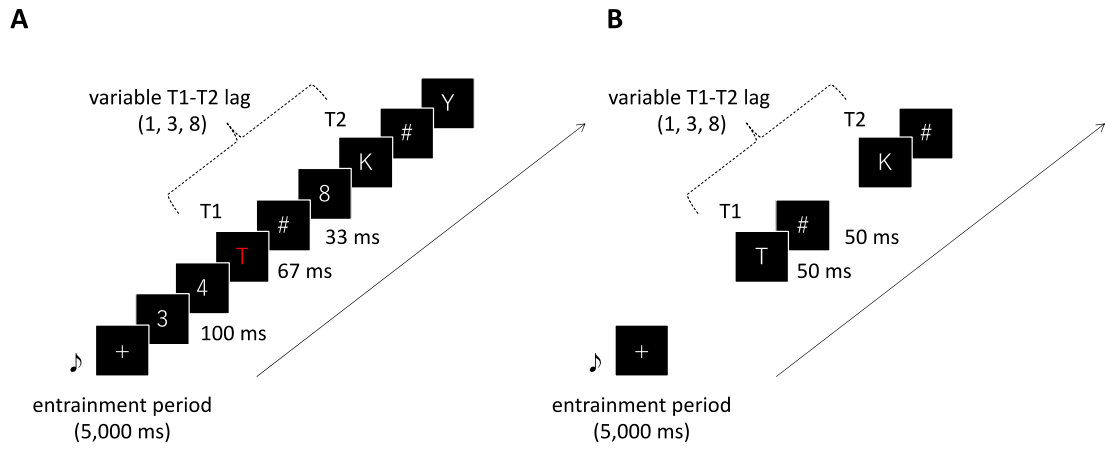 A
variable T1-T2 lag
(1, 3, 8)
Y
#
T2
K
8
T1
#
33 ms
T
67 ms
4
3
100 ms
+
♪
entrainment period
(5,000 ms)
B
variable T1-T2 lag
(1, 3, 8)
T2
#
K
T1
#
50 ms
T
50 ms
+
♪
entrainment period
(5,000 ms)